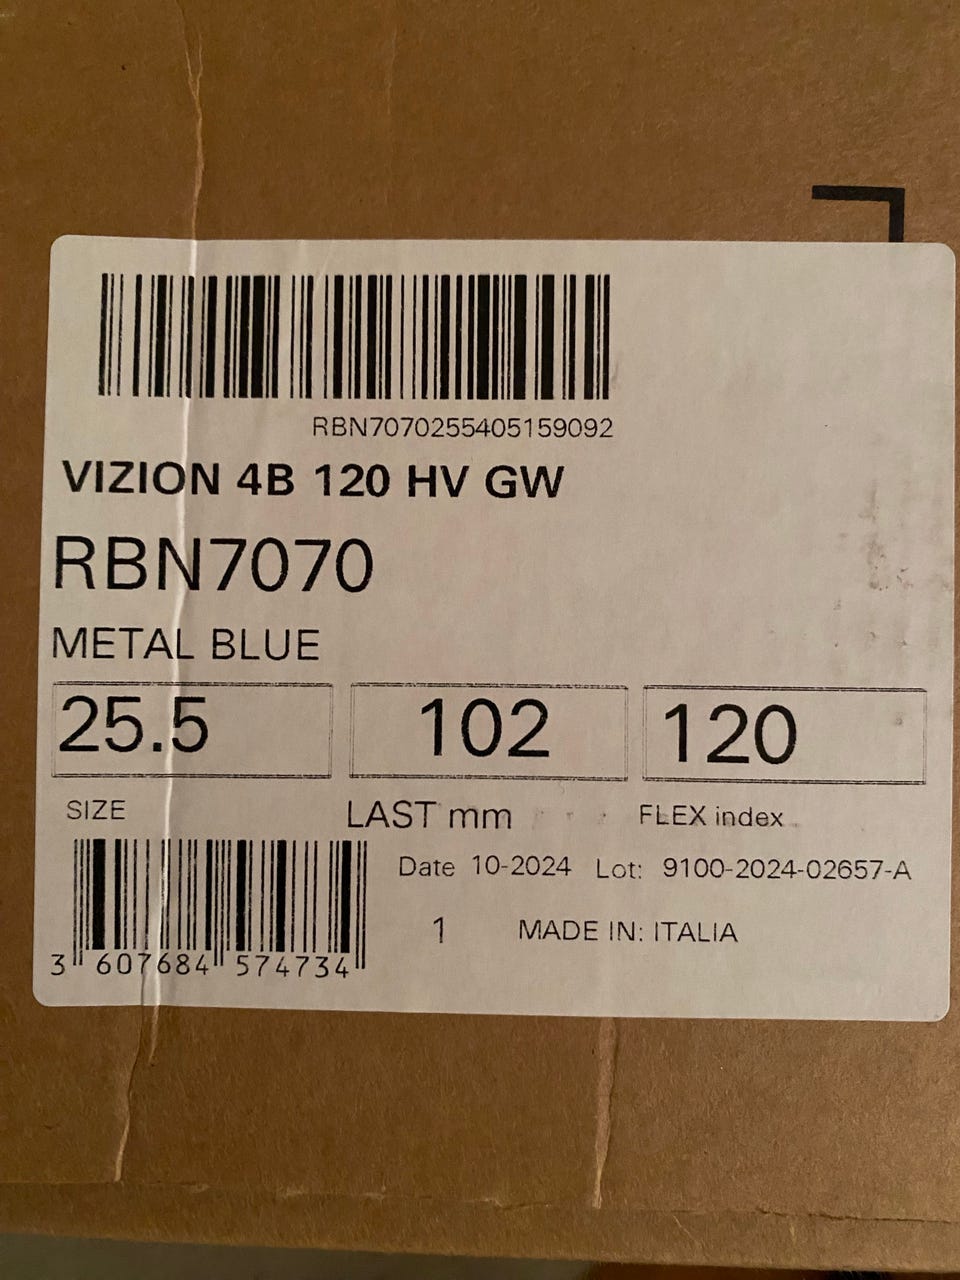 RBN7070255405159092
VIZION 4B 120 HV GW
RBN7070
METAL BLUE
25.5 102 120
SIZE LAST mm FLEX index
Date 10-2024 Lot: 9100-2024-02657-A
1 MADE IN: ITALIA
3 607684 574734